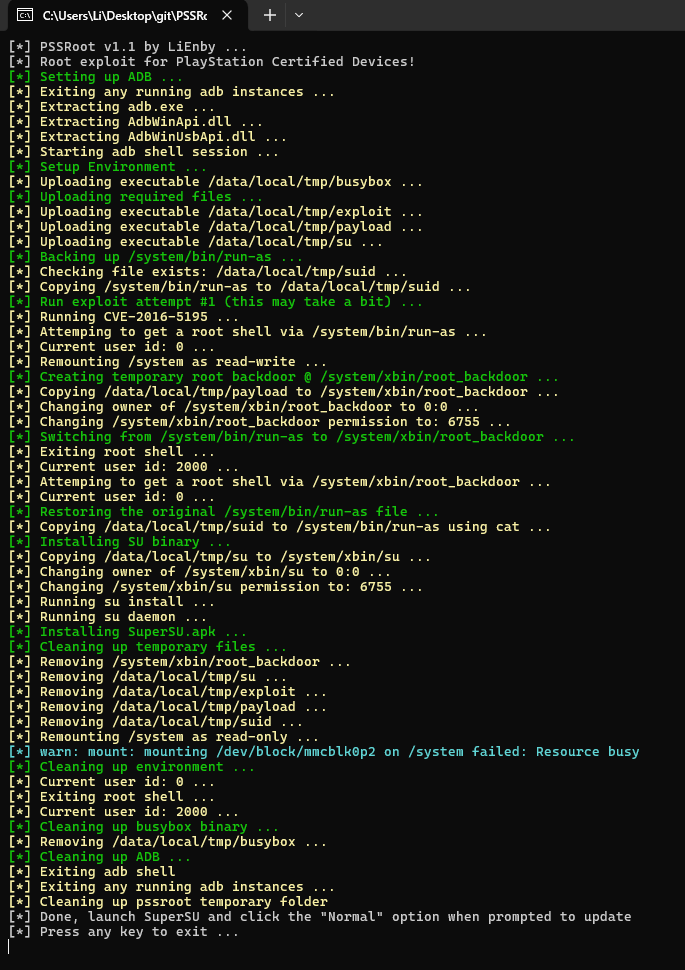 C:\Users\Li\Desktop\git\PSSRo
[*] PSSRoot v1.1 by LiEnby ...
[*] Root exploit for PlayStation Certified Devices!
[*] Setting up ADB ...
[*] Exiting any running adb instances ...
[*] Extracting adb.exe ...
[*] Extracting AdbWinApi.dll ...
[*] Extracting AdbWinUsbApi.dll ...
[*] Starting adb shell session ...
[*] Setup Environment ...
[*] Uploading executable /data/local/tmp/busybox ...
[*] Uploading required files ...
[*] Uploading executable /data/local/tmp/exploit ...
[*] Uploading executable /data/local/tmp/payload ...
[*] Uploading executable /data/local/tmp/su ...
[*] Backing up /system/bin/run-as ...
[*] Checking file exists: /data/local/tmp/suid ...
[*] Copying /system/bin/run-as to /data/local/tmp/suid ...
[*] Run exploit attempt #1 (this may take a bit) ...
[*] Running CVE-2016-5195 ...
[*] Attemping to get a root shell via /system/bin/run-as ...
[*] Current user id: 0 ...
[*] Remounting /system as read-write ...
[*] Creating temporary root backdoor @ /system/xbin/root_backdoor ...
[*] Copying /data/local/tmp/payload to /system/xbin/root_backdoor ...
[*] Changing owner of /system/xbin/root_backdoor to 0:0 ...
[*] Changing /system/xbin/root_backdoor permission to: 6755 ...
[*] Switching from /system/bin/run-as to /system/xbin/root_backdoor ...
[*] Exiting root shell ...
[*] Current user id: 2000 ...
[*] Attemping to get a root shell via /system/xbin/root_backdoor ...
[*] Current user id: 0 ...
[*] Restoring the original /system/bin/run-as file ...
[*] Copying /data/local/tmp/suid to /system/bin/run-as using cat ...
[*] Installing SU binary ...
[*] Copying /data/local/tmp/su to /system/xbin/su ...
[*] Changing owner of /system/xbin/su to 0:0 ...
[*] Changing /system/xbin/su permission to: 6755 ...
[*] Running su install ...
[*] Running su daemon ...
[*] Installing SuperSU.apk ...
[*] Cleaning up temporary files ...
[*] Removing /system/xbin/root_backdoor ...
[*] Removing /data/local/tmp/su ...
[*] Removing /data/local/tmp/exploit ...
[*] Removing /data/local/tmp/payload ...
[*] Removing /data/local/tmp/suid ...
[*] Remounting /system as read-only ...
[*] warn: mount: mounting /dev/block/mmcblk0p2 on /system failed: Resource busy
[*] Cleaning up environment ...
[*] Current user id: 0 ...
[*] Exiting root shell ...
[*] Current user id: 2000 ...
[*] Cleaning up busybox binary ...
[*] Removing /data/local/tmp/busybox ...
[*] Cleaning up ADB ...
[*] Exiting adb shell
[*] Exiting any running adb instances ...
[*] Cleaning up pssroot temporary folder
[*] Done, launch SuperSU and click the "Normal" option when prompted to update
[*] Press any key to exit ...